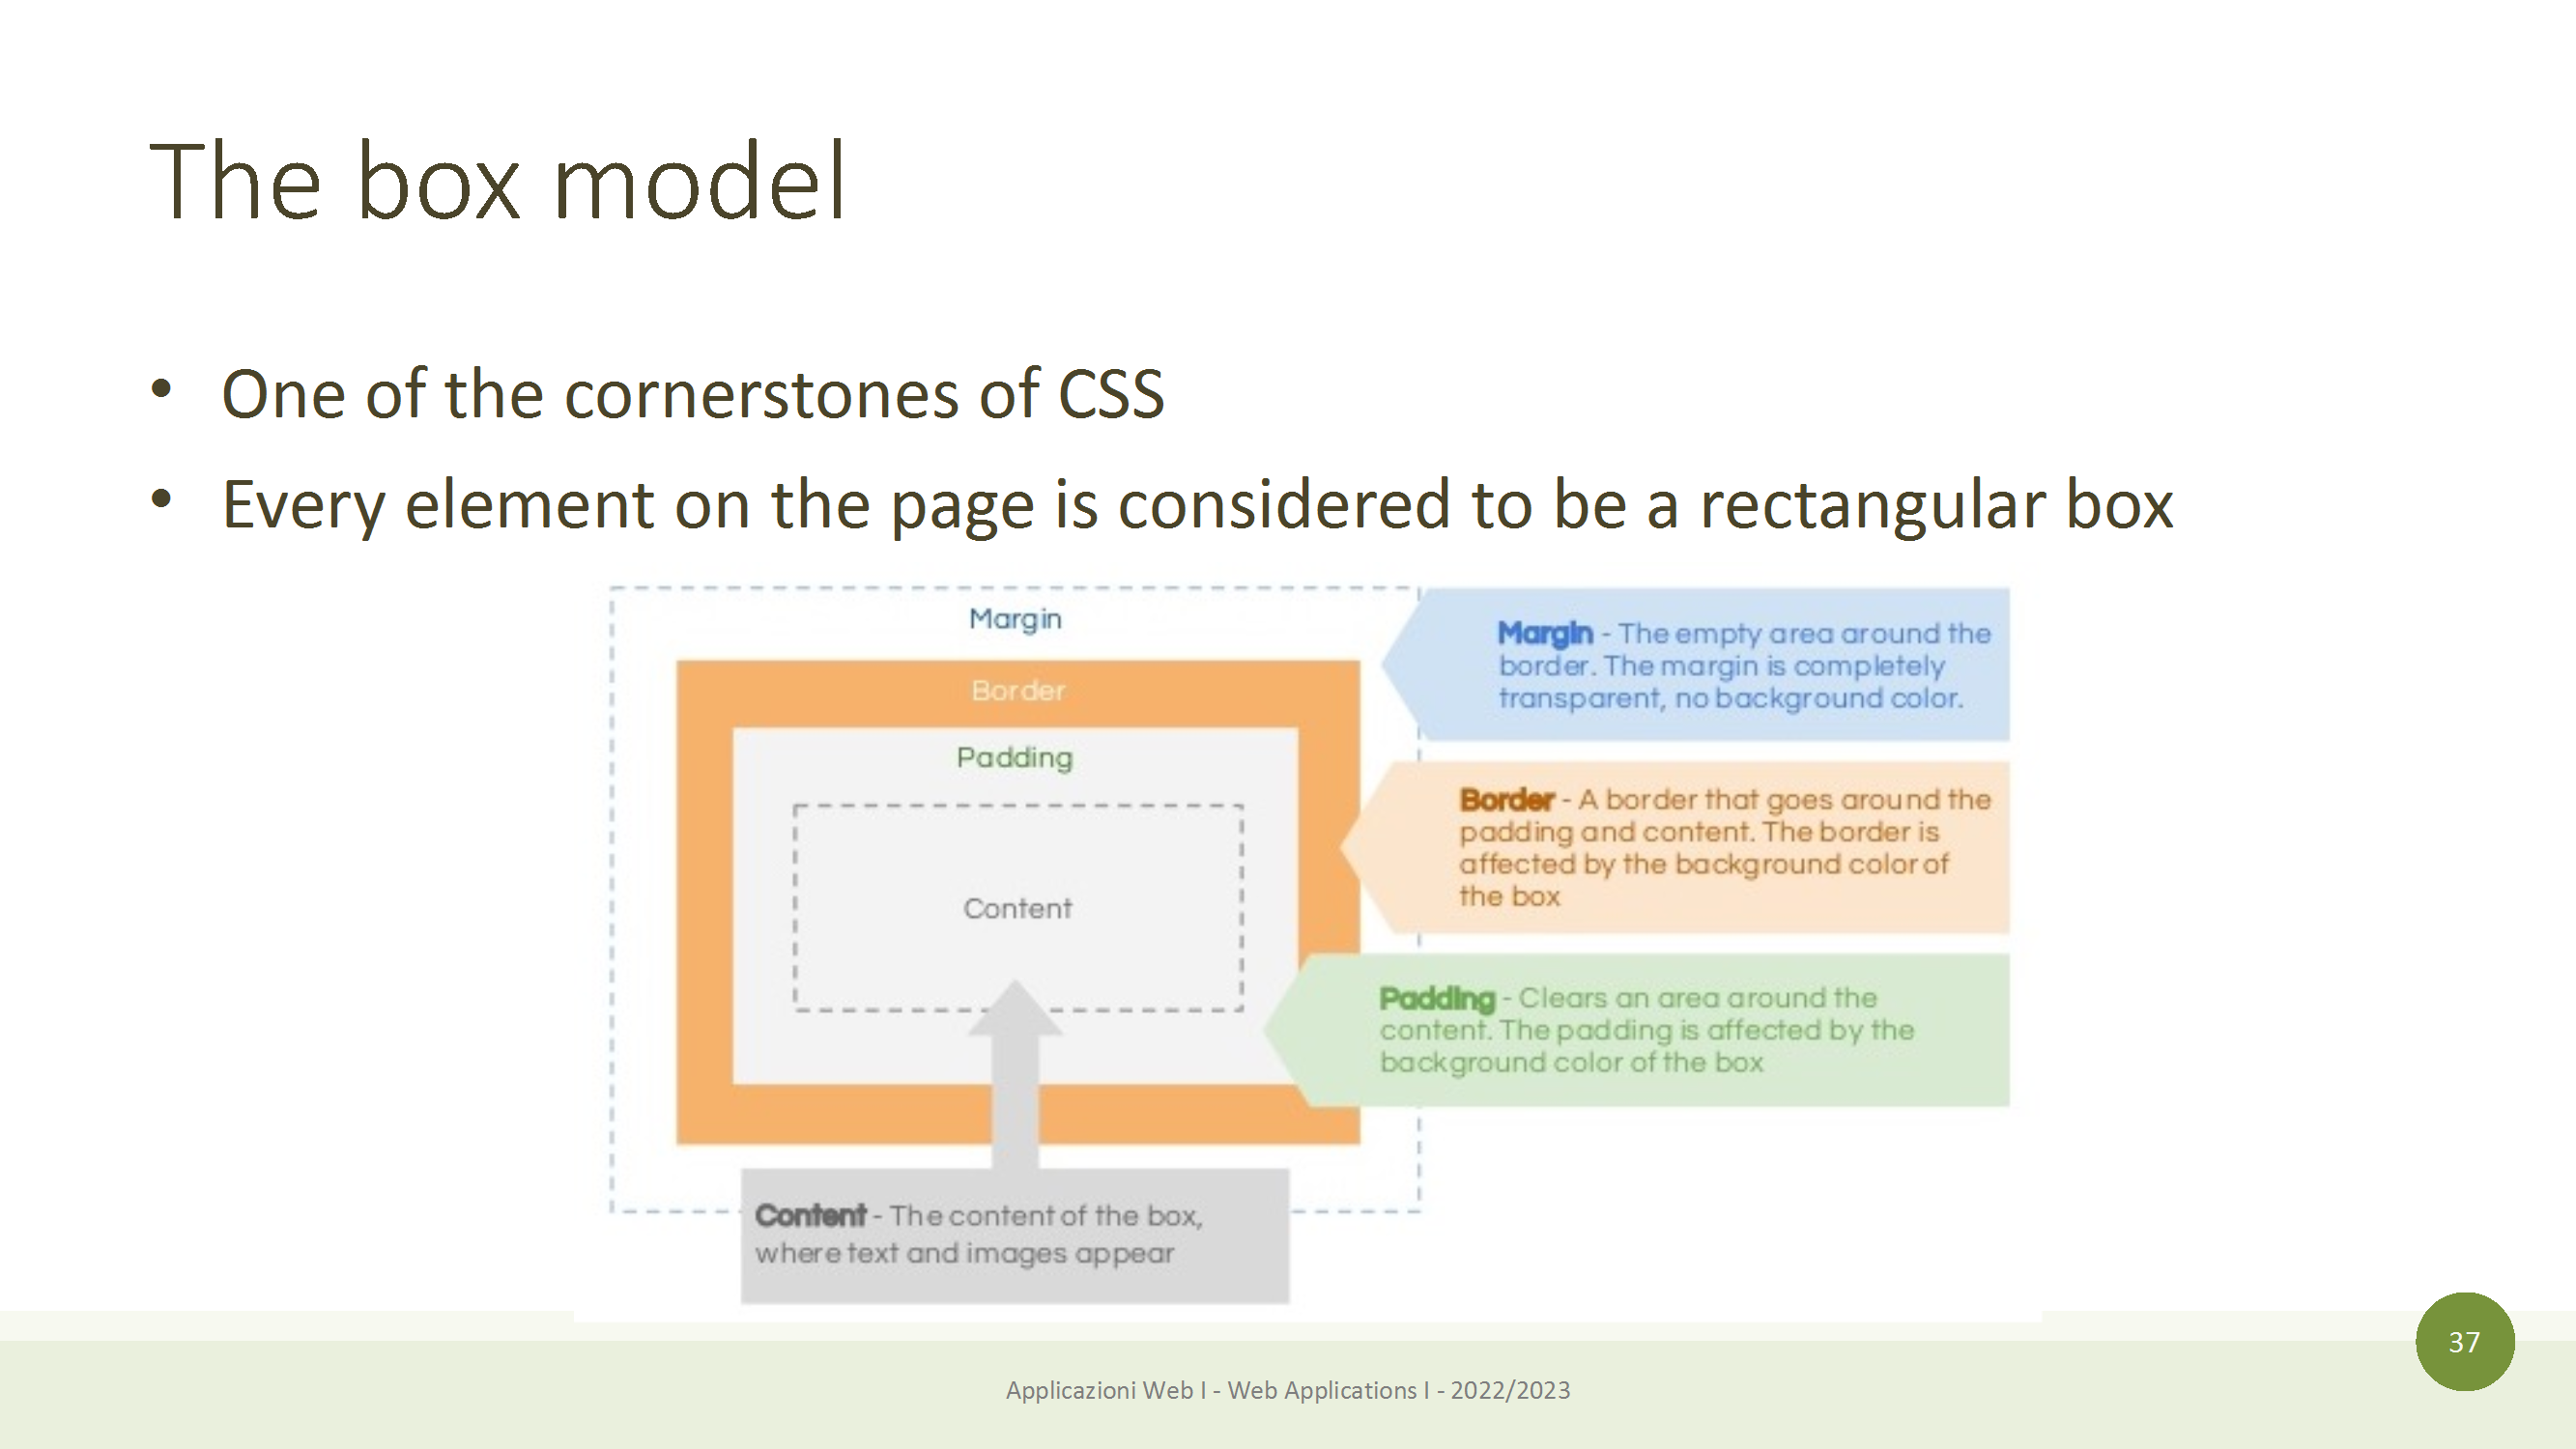 The box model
• One of the cornerstones of CSS
• Every element on the page is considered to be a rectangular box
Margin
Border
Padding
Content
Margin - The empty area around the
border. The margin is completely
transparent, no background color.
Border - A border that goes around the
padding and content. The border is
affected by the background color of
the box
Padding - Clears an area around the
content. The padding is affected by the
background color of the box
Content - The content of the box,
where text and images appear
37
Applicazioni Web I - Web Applications I - 2022/2023